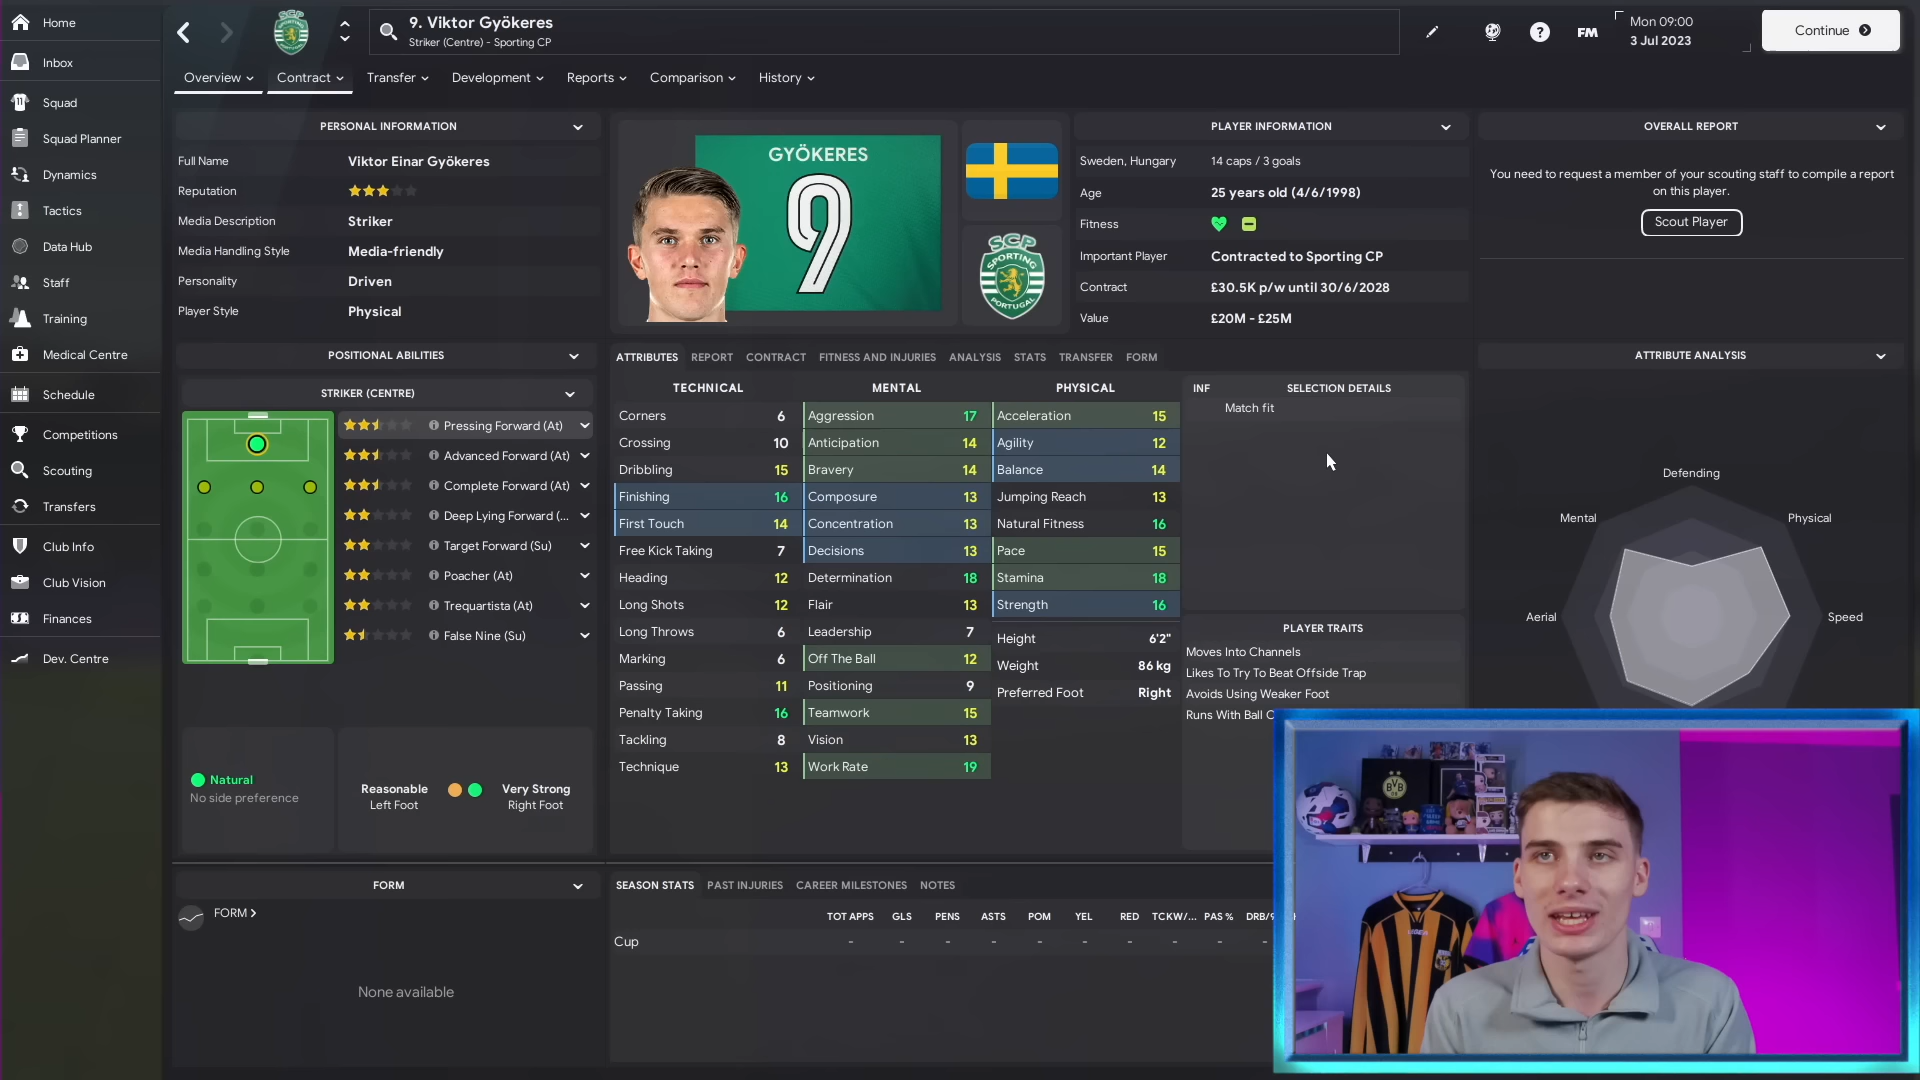 Home
Inbox
Squad
Squad Planner
Dynamics
Tactics
Data Hub
Staff
Training
Medical Centre
Schedule
Competitions
Scouting
Transfers
Club Info
Club Vision
Finances
Dev. Centre
9. Viktor Gyökeres
Striker (Centre) - Sporting CP
FM
Mon 09:00
3 Jul 2023
Continue
Overview
Contract
Transfer
Development
Reports
Comparison
History
PERSONAL INFORMATION
Full Name Viktor Einar Gyökeres
Reputation
Media Description Striker
Media Handling Style Media-friendly
Personality Driven
Player Style Physical
GYÖKERES
9
SCP
SPORTING
PORTUGAL
PLAYER INFORMATION
Sweden, Hungary 14 caps / 3 goals
Age 25 years old (4/6/1998)
Fitness
Important Player Contracted to Sporting CP
Contract £30.5K p/w until 30/6/2028
Value £20M - £25M
OVERALL REPORT
You need to request a member of your scouting staff to compile a report
on this player.
Scout Player
POSITIONAL ABILITIES
STRIKER (CENTRE)
Pressing Forward (At)
Advanced Forward (At)
Complete Forward (At)
Deep Lying Forward (...
Target Forward (Su)
Poacher (At)
Trequartista (At)
False Nine (Su)
Natural
No side preference
Reasonable
Left Foot
Very Strong
Right Foot
ATTRIBUTES REPORT CONTRACT FITNESS AND INJURIES ANALYSIS STATS TRANSFER FORM
TECHNICAL
Corners 6
Crossing 10
Dribbling 15
Finishing 16
First Touch 14
Free Kick Taking 7
Heading 12
Long Shots 12
Long Throws 6
Marking 6
Passing 11
Penalty Taking 16
Tackling 8
Technique 13
MENTAL
Aggression 17
Anticipation 14
Bravery 14
Composure 13
Concentration 13
Decisions 13
Determination 18
Flair 13
Leadership 7
Off The Ball 12
Positioning 9
Teamwork 15
Vision 13
Work Rate 19
PHYSICAL
Acceleration 15
Agility 12
Balance 14
Jumping Reach 13
Natural Fitness 16
Pace 15
Stamina 18
Strength 16
Height 6'2"
Weight 86 kg
Preferred Foot Right
INF SELECTION DETAILS
Match fit
PLAYER TRAITS
Moves Into Channels
Likes To Try To Beat Offside Trap
Avoids Using Weaker Foot
Runs With Ball
ATTRIBUTE ANALYSIS
Defending
Mental
Physical
Aerial
Speed
FORM
FORM
None available
SEASON STATS PAST INJURIES CAREER MILESTONES NOTES
TOT APPS GLS PENS ASTS POM YEL RED TCKW/... PAS %
Cup - - - - - - - - - -
BVB
09